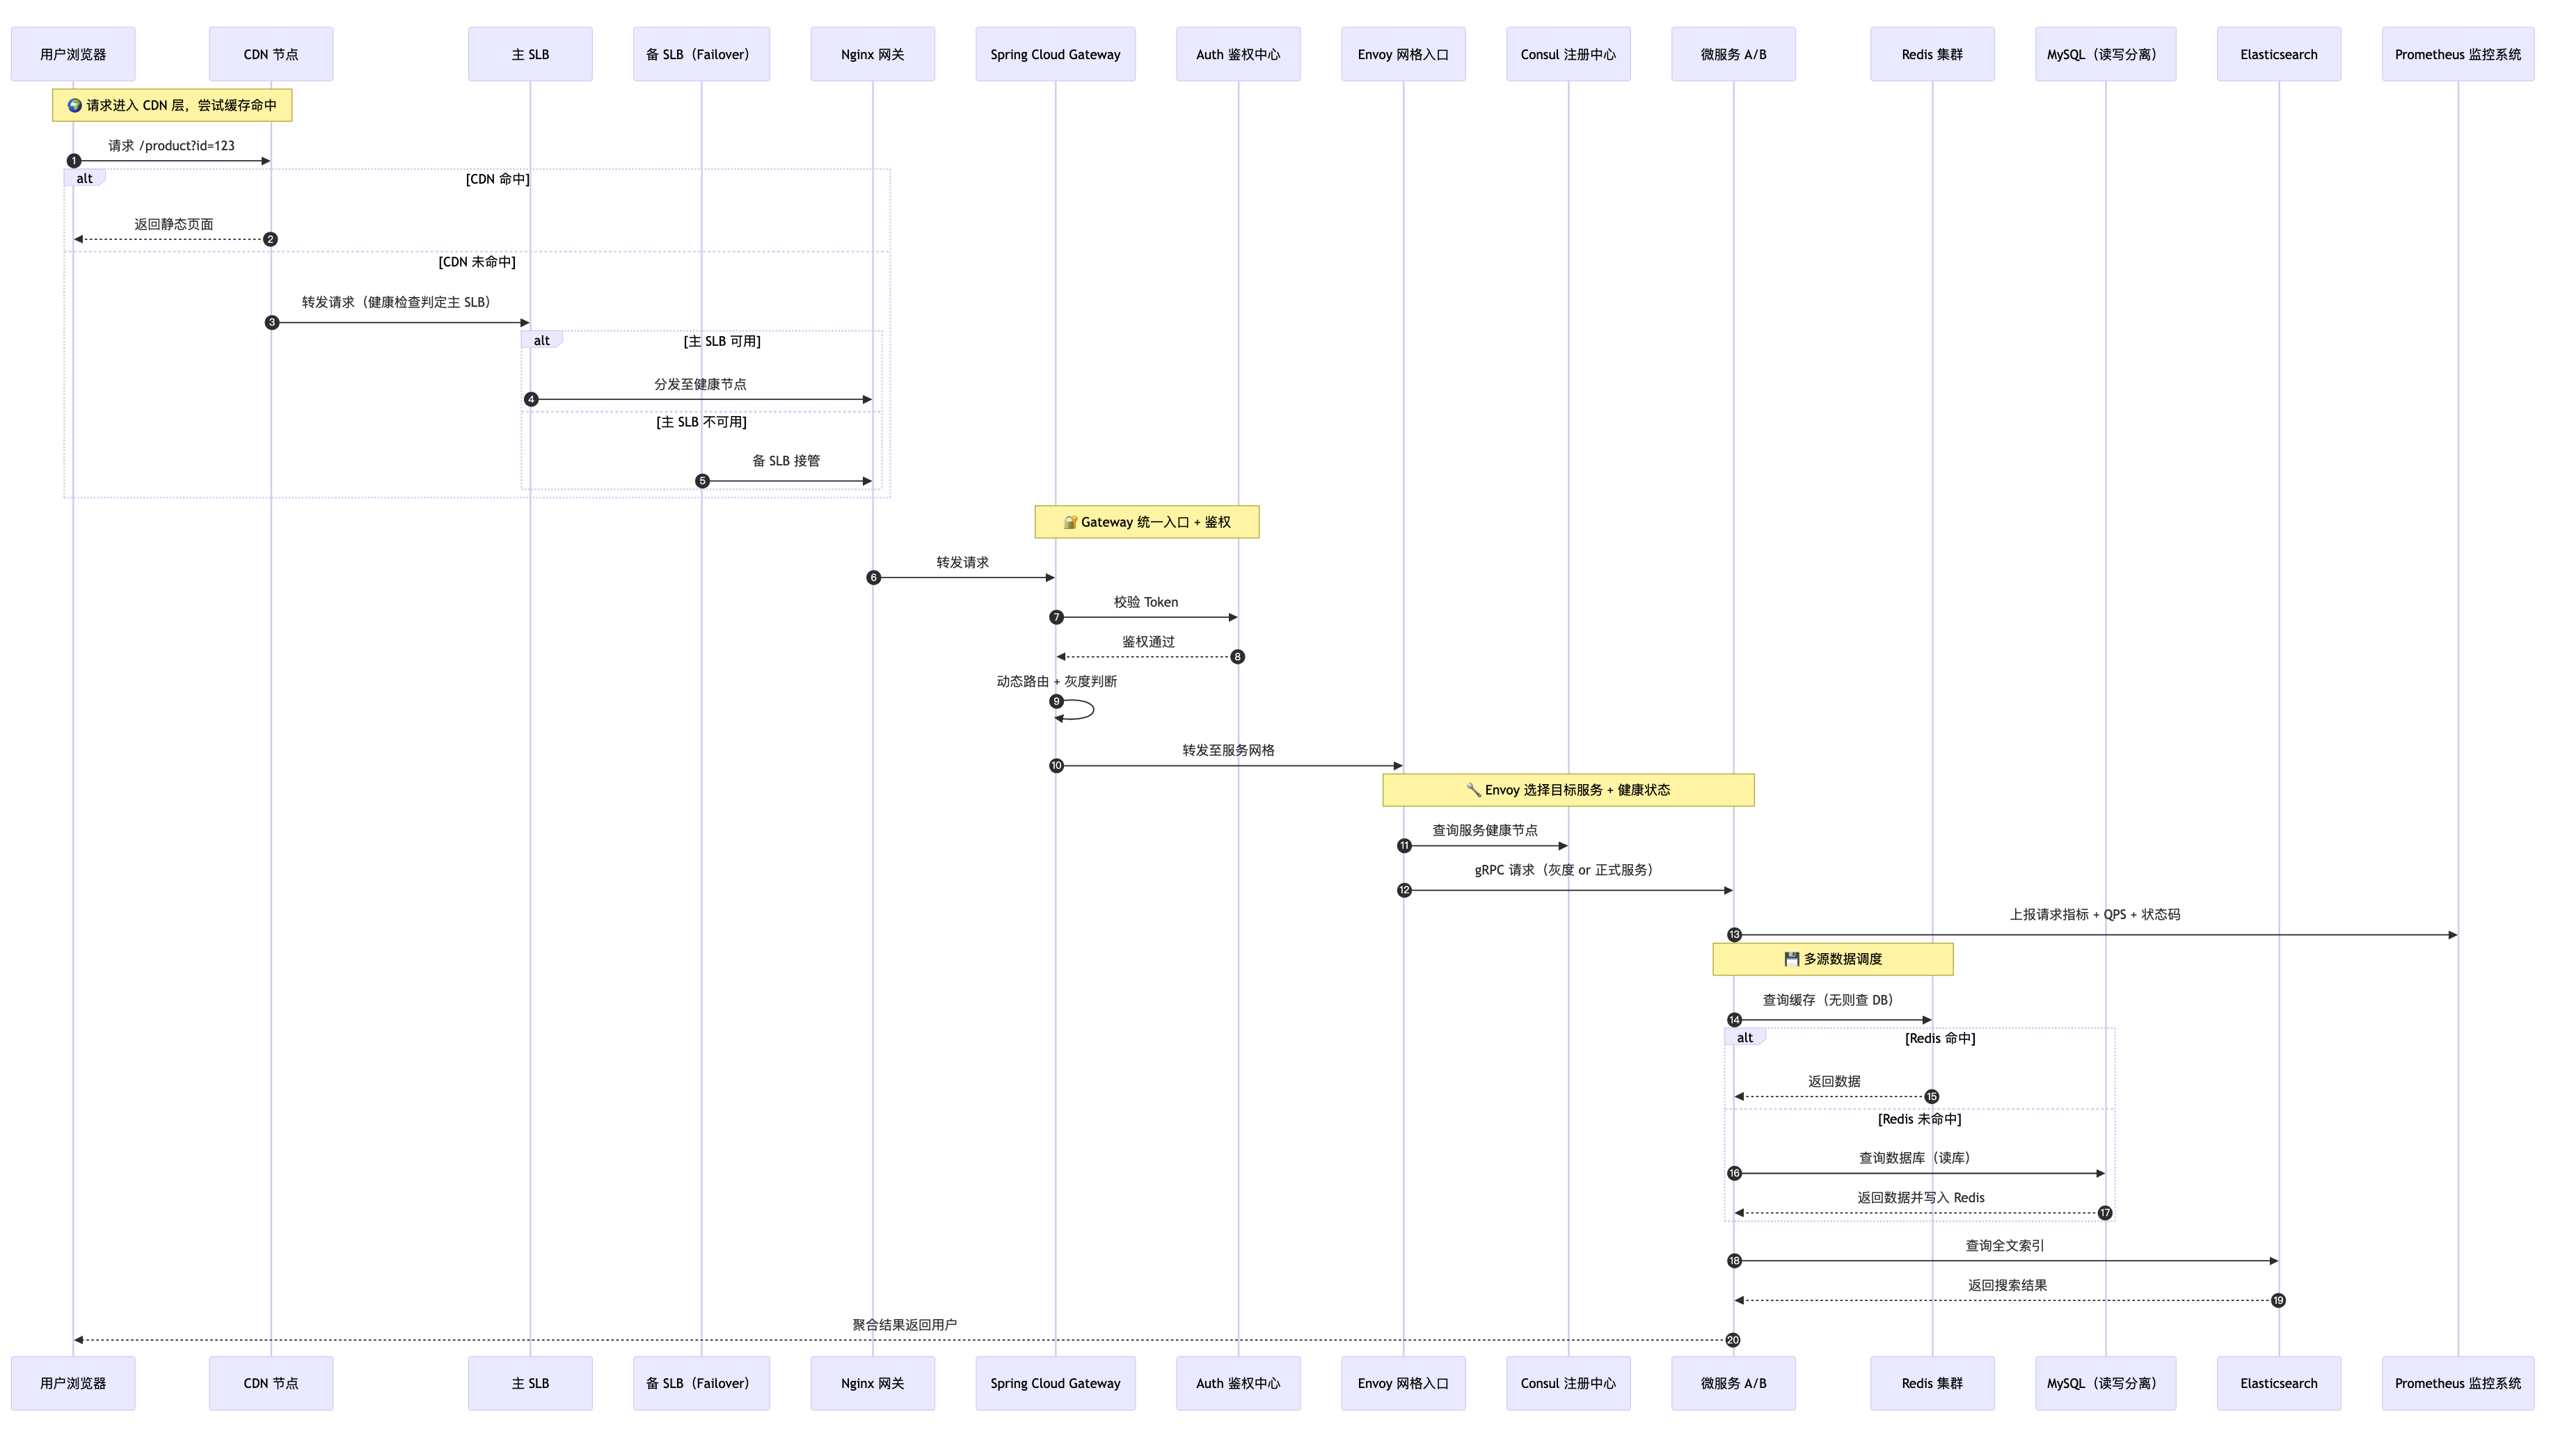 用户浏览器
CDN 节点
主 SLB
备 SLB（Failover）
Nginx 网关
Spring Cloud Gateway
Auth 鉴权中心
Envoy 网格入口
Consul 注册中心
微服务 A/B
Redis 集群
MySQL（读写分离）
Elasticsearch
Prometheus 监控系统
🌍 请求进入 CDN 层，尝试缓存命中
请求 /product?id=123
1
alt
[CDN 命中]
返回静态页面
2
[CDN 未命中]
转发请求（健康检查判定主 SLB）
3
alt
[主 SLB 可用]
分发至健康节点
4
[主 SLB 不可用]
备 SLB 接管
5
🔐 Gateway 统一入口 + 鉴权
转发请求
6
校验 Token
7
鉴权通过
8
动态路由 + 灰度判断
9
转发至服务网格
10
🔧 Envoy 选择目标服务 + 健康状态
查询服务健康节点
11
gRPC 请求（灰度 or 正式服务）
12
上报请求指标 + QPS + 状态码
13
💾 多源数据调度
查询缓存（无则查 DB）
14
alt
[Redis 命中]
返回数据
15
[Redis 未命中]
查询数据库（读库）
16
返回数据并写入 Redis
17
查询全文索引
18
返回搜索结果
19
聚合结果返回用户
20
用户浏览器
CDN 节点
主 SLB
备 SLB（Failover）
Nginx 网关
Spring Cloud Gateway
Auth 鉴权中心
Envoy 网格入口
Consul 注册中心
微服务 A/B
Redis 集群
MySQL（读写分离）
Elasticsearch
Prometheus 监控系统